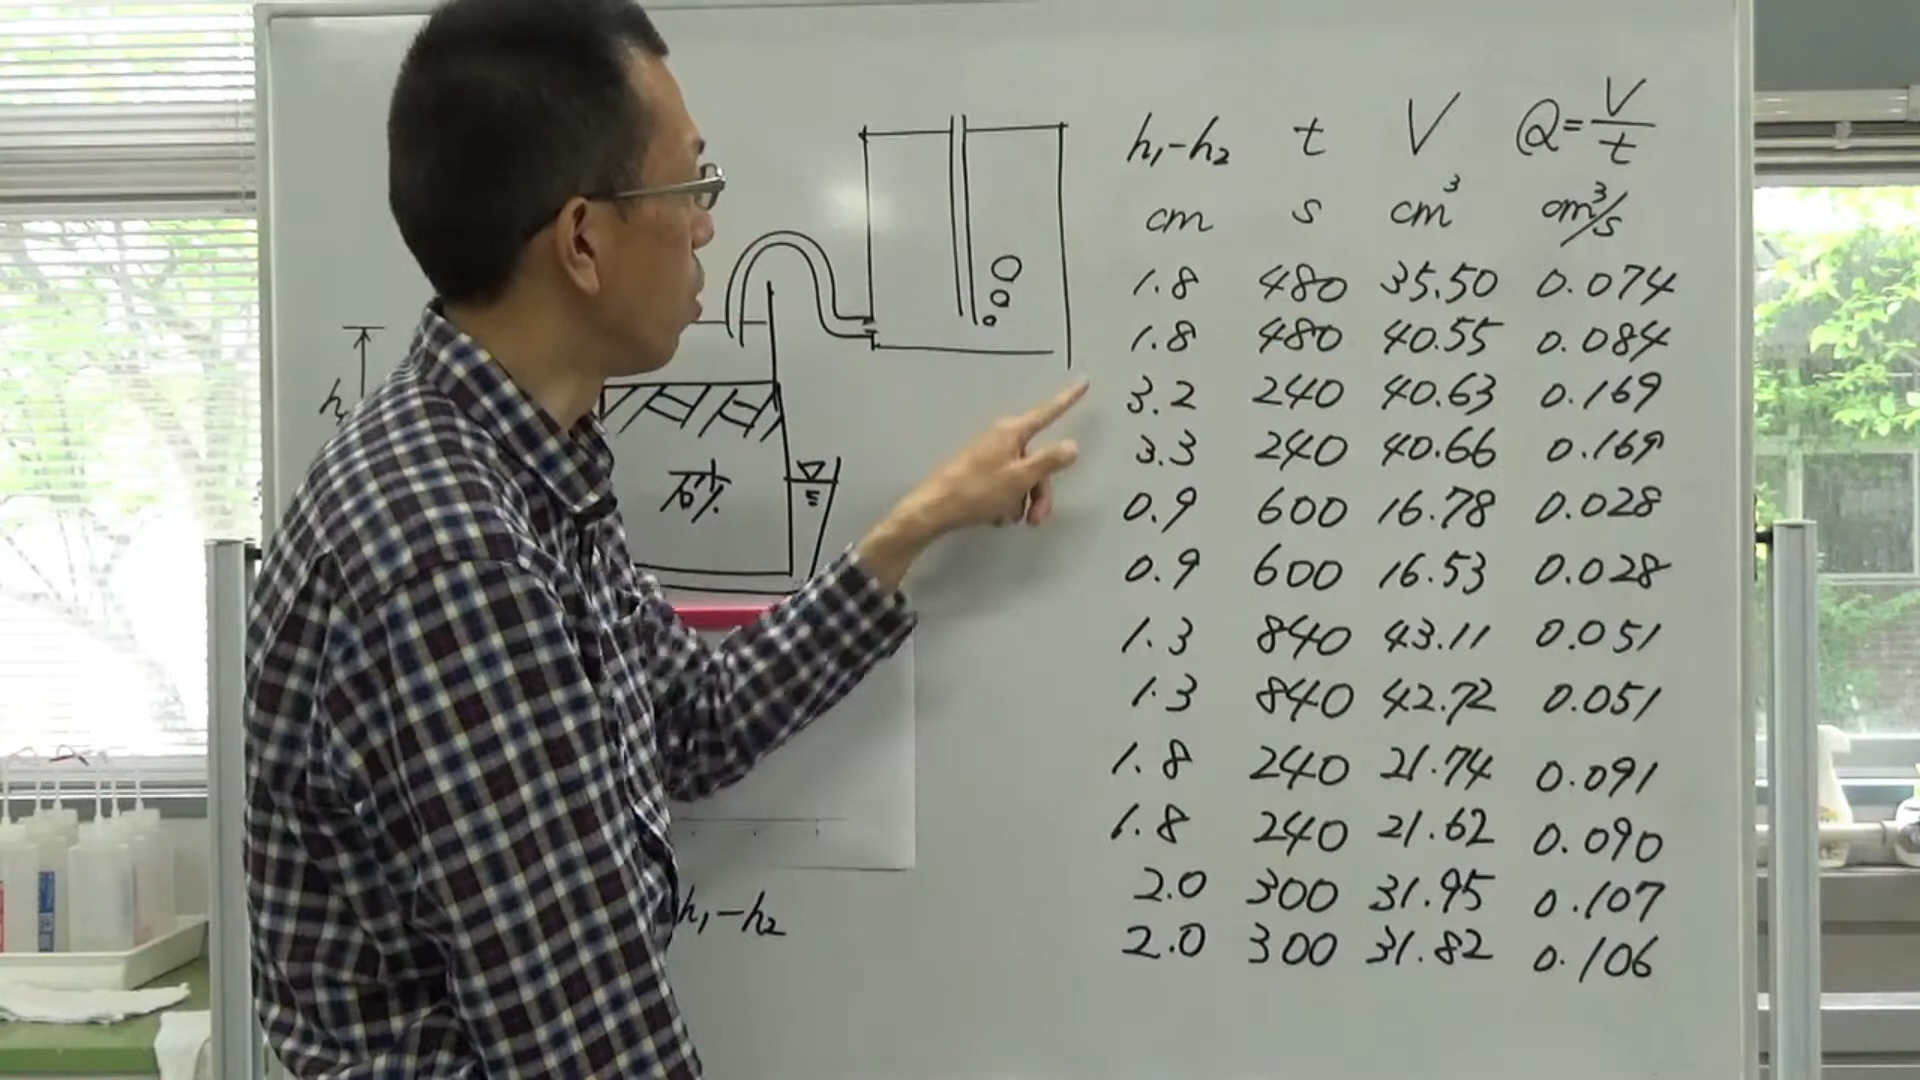 h₁-h₂ t V Q=V/t
cm s cm³ cm³/s
1.8 480 35.50 0.074
1.8 480 40.55 0.084
3.2 240 40.63 0.169
3.3 240 40.66 0.169
0.9 600 16.78 0.028
0.9 600 16.53 0.028
1.3 840 43.11 0.051
1.3 840 42.72 0.051
1.8 240 21.74 0.091
1.8 240 21.62 0.090
2.0 300 31.95 0.107
2.0 300 31.82 0.106
h₁
砂
h₁-h₂